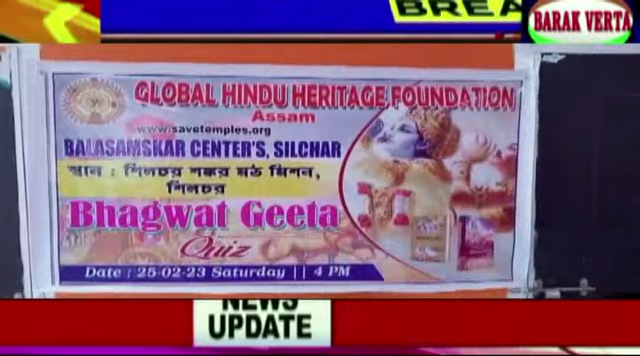 BREA
BARAK VERTA
GLOBAL HINDU HERITAGE FOUNDATION
Assam
www.savetemples.org
BALASAMSKAR CENTER'S, SILCHAR
স্থান : শিলচর শঙ্কর মঠ মিশন,
শিলচর
Bhagwat Geeta
Quiz
Date : 25-02-23 Saturday || 4 PM
NEWS
UPDATE